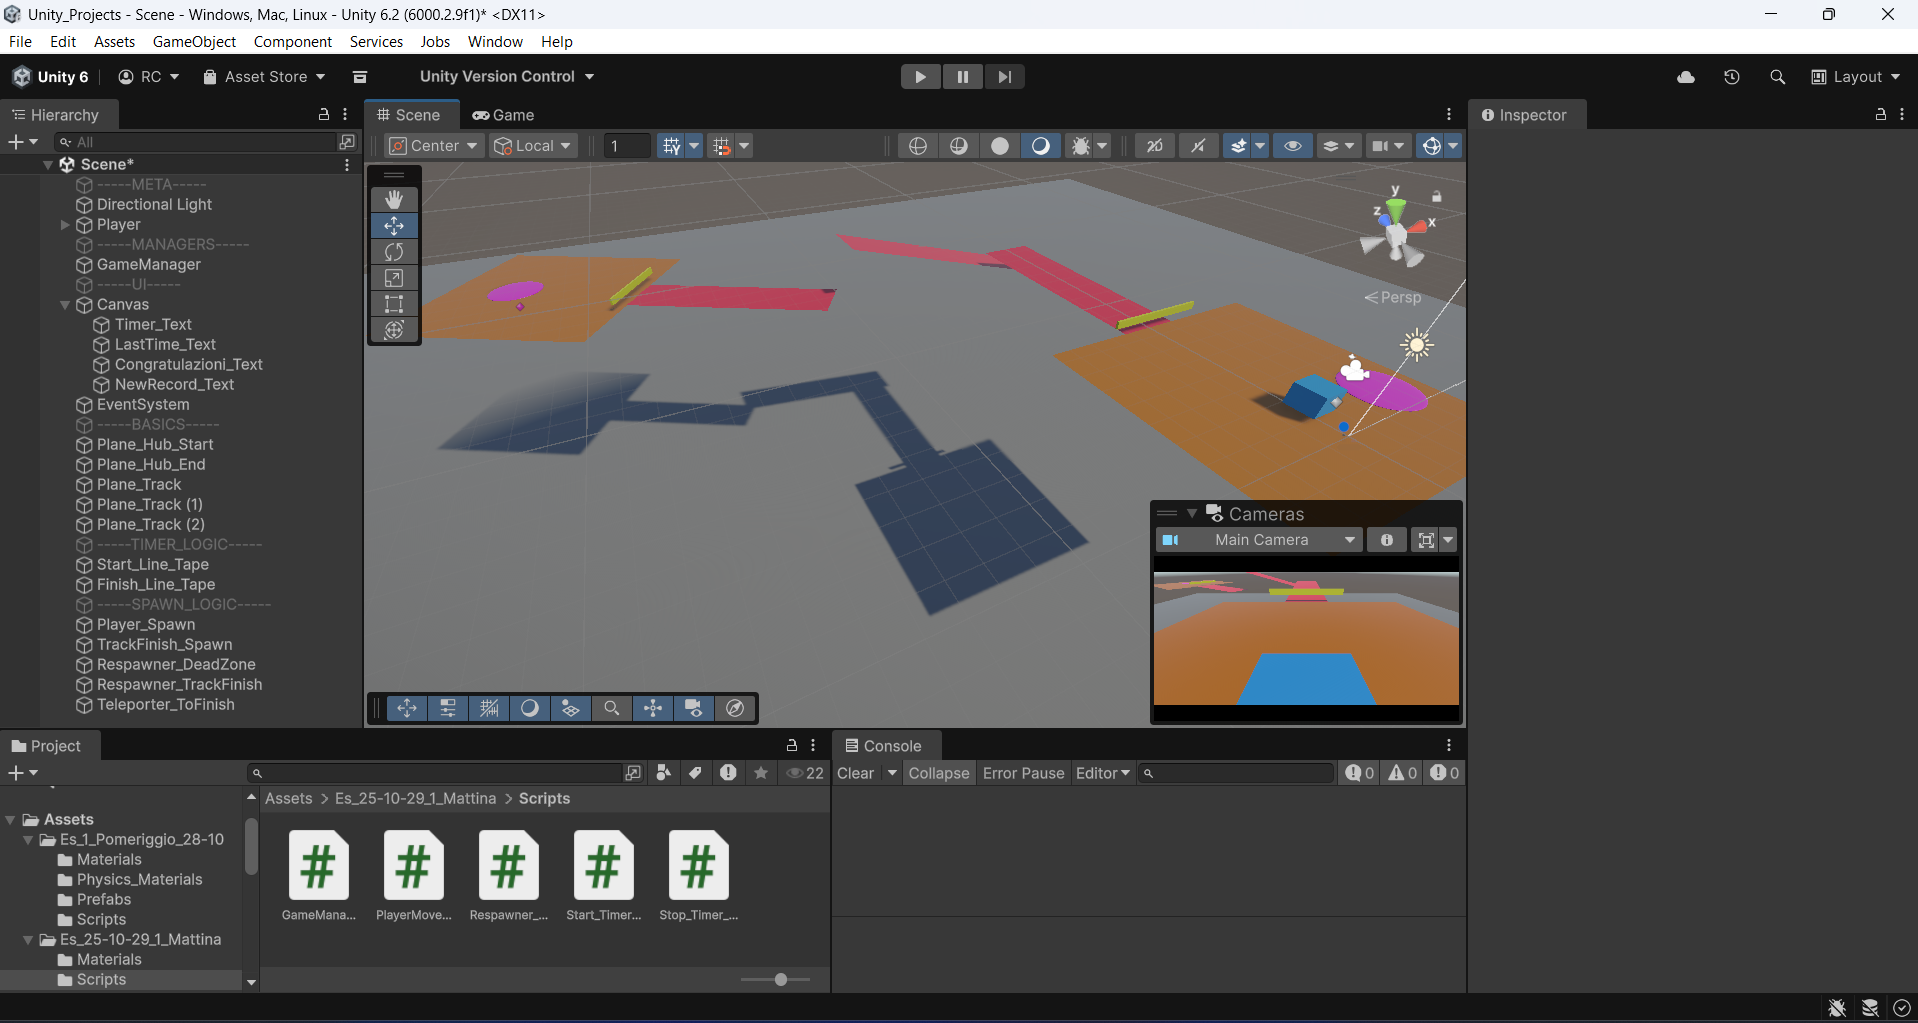 Unity_Projects - Scene - Windows, Mac, Linux - Unity 6.2 (6000.2.9f1)* <DX11>
File Edit Assets GameObject Component Services Jobs Window Help
Unity 6 RC Asset Store Unity Version Control Layout
Hierarchy
All
Scene*
-----META-----
Directional Light
Player
-----MANAGERS-----
GameManager
-----UI-----
Canvas
Timer_Text
LastTime_Text
Congratulazioni_Text
NewRecord_Text
EventSystem
-----BASICS-----
Plane_Hub_Start
Plane_Hub_End
Plane_Track
Plane_Track (1)
Plane_Track (2)
-----TIMER_LOGIC-----
Start_Line_Tape
Finish_Line_Tape
-----SPAWN_LOGIC-----
Player_Spawn
TrackFinish_Spawn
Respawner_DeadZone
Respawner_TrackFinish
Teleporter_ToFinish
Scene Game
Center Local 1 2D
y
z x
Persp
Cameras
Main Camera
Inspector
Project
22
Assets
Es_1_Pomeriggio_28-10
Materials
Physics_Materials
Prefabs
Scripts
Es_25-10-29_1_Mattina
Materials
Scripts
Assets > Es_25-10-29_1_Mattina > Scripts
# # # # #
GameMana... PlayerMove... Respawner_... Start_Timer... Stop_Timer_...
Console
Clear Collapse Error Pause Editor 0 0 0